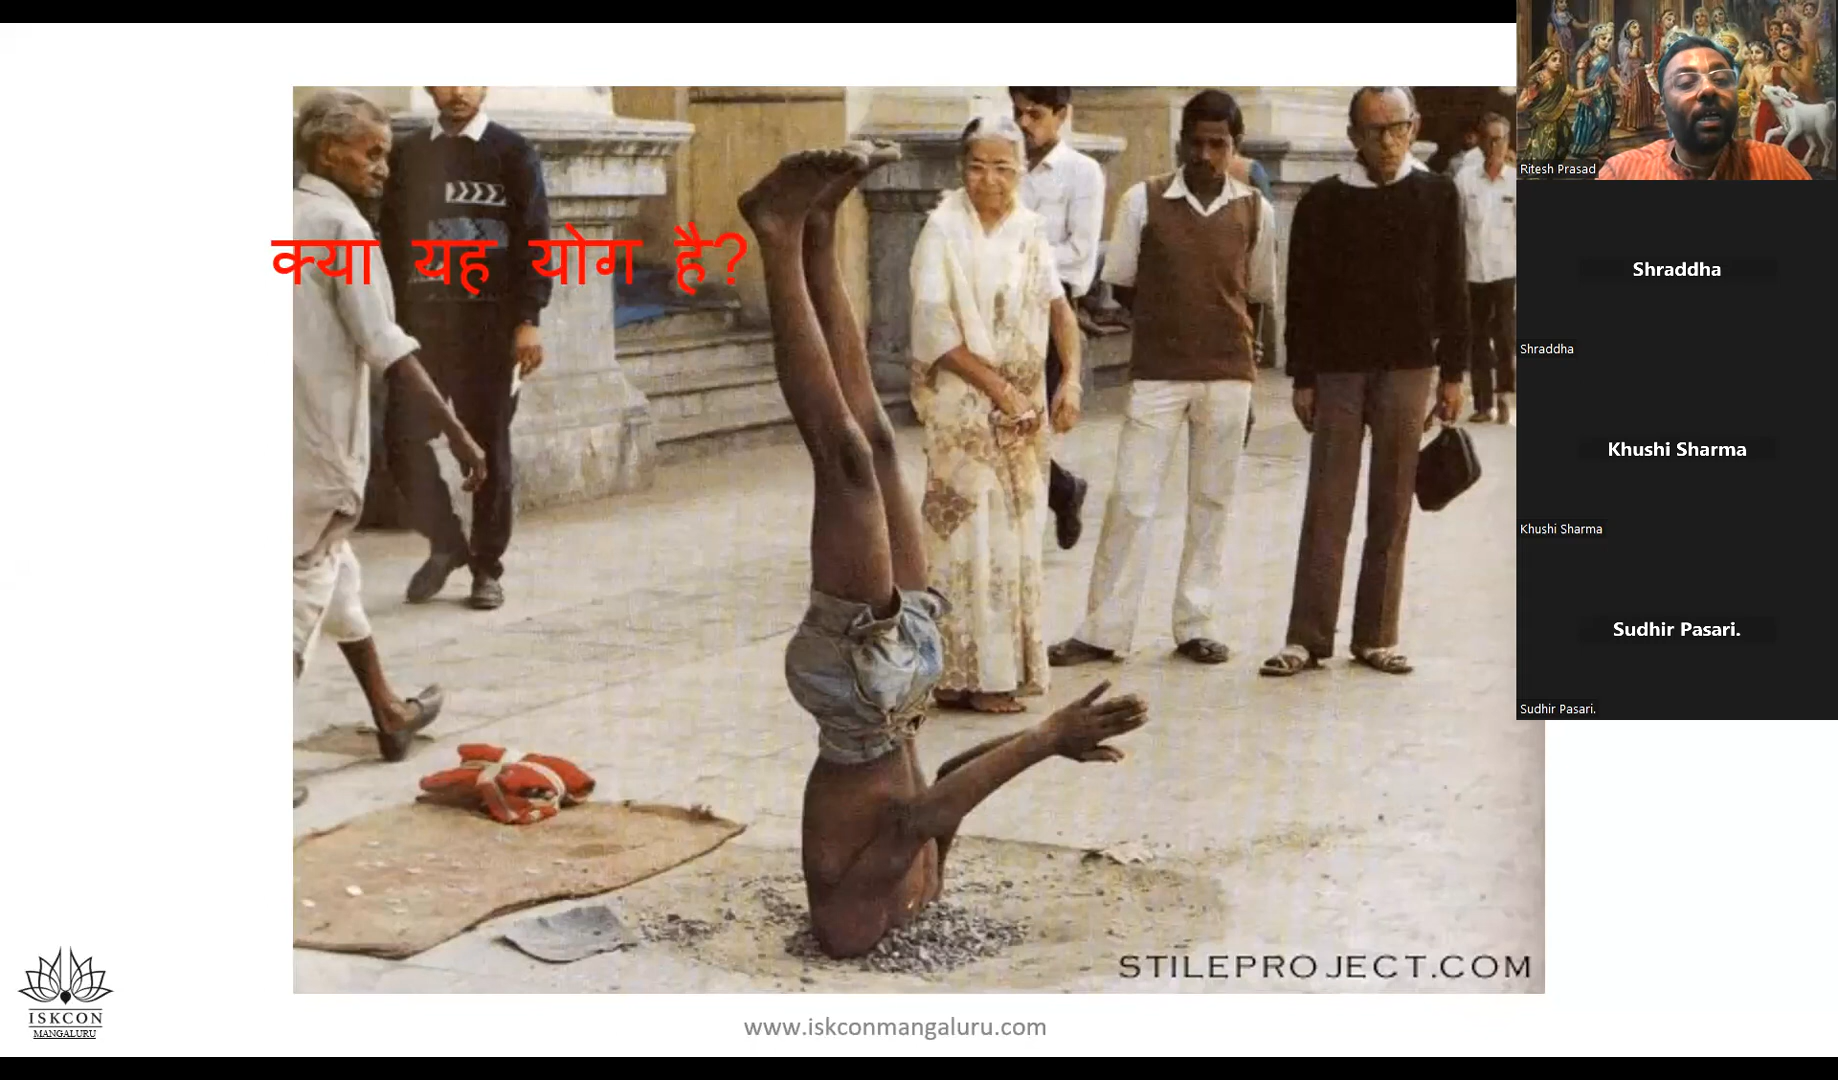 क्या यह योग है?
STILEPROJECT.COM
ISKCON
MANGALURU
www.iskconmangaluru.com
Ritesh Prasad
Shraddha
Shraddha
Khushi Sharma
Khushi Sharma
Sudhir Pasari.
Sudhir Pasari.